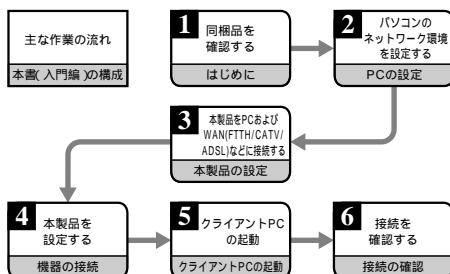 主な作業の流れ
本書(入門編)の構成
1
同梱品を
確認する
はじめに
2
パソコンの
ネットワーク環境
を設定する
PCの設定
3
本製品をPCおよび
WAN(FTTH/CATV/
ADSL)などに接続する
本製品の設定
4
本製品を
設定する
機器の接続
5
クライアントPC
の起動
クライアントPCの起動
6
接続を
確認する
接続の確認